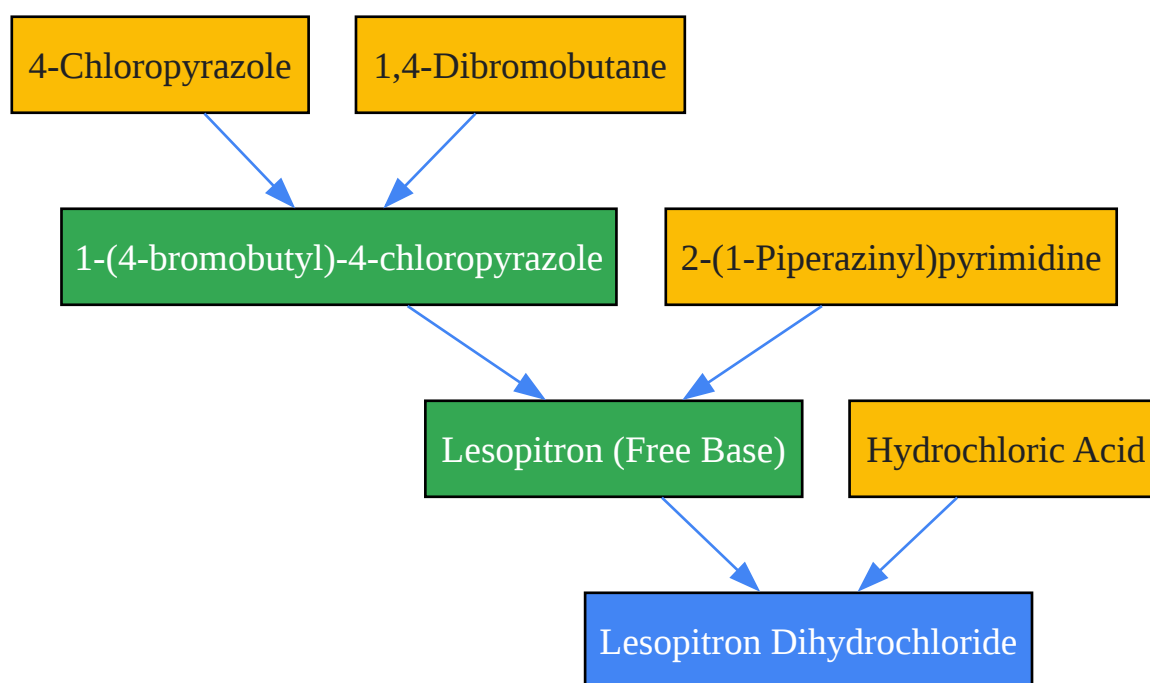 4-Chloropyrazole
1,4-Dibromobutane
1-(4-bromobutyl)-4-chloropyrazole
2-(1-Piperazinyl)pyrimidine
Lesopitron (Free Base)
Hydrochloric Acid
Lesopitron Dihydrochloride